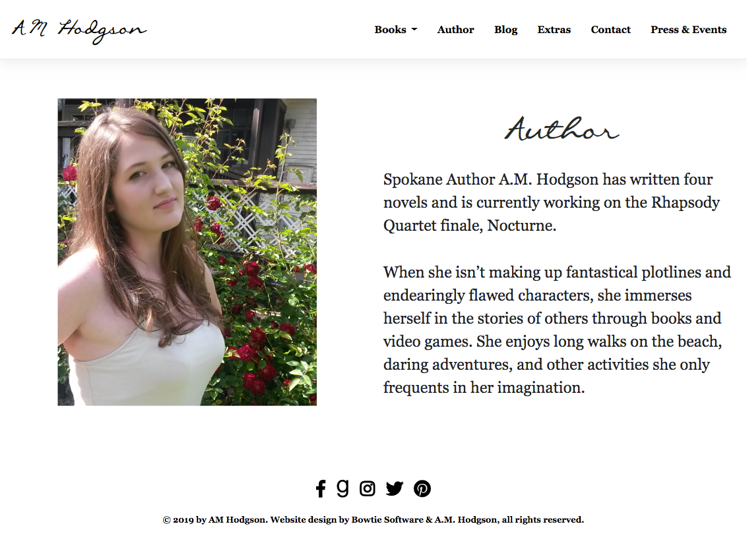 AM Hodgson
Books
Author
Blog
Extras
Contact
Press & Events
Author
Spokane Author A.M. Hodgson has written four
novels and is currently working on the Rhapsody
Quartet finale, Nocturne.
When she isn’t making up fantastical plotlines and
endearingly flawed characters, she immerses
herself in the stories of others through books and
video games. She enjoys long walks on the beach,
daring adventures, and other activities she only
frequents in her imagination.
© 2019 by AM Hodgson. Website design by Bowtie Software & A.M. Hodgson, all rights reserved.